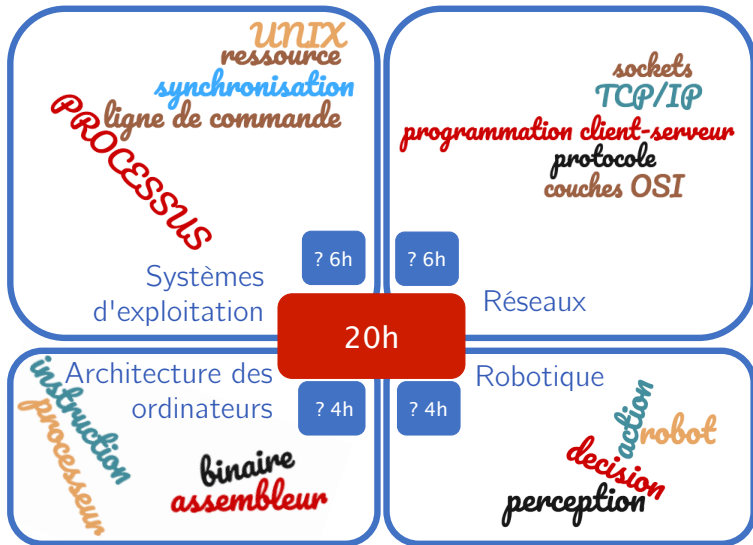 UNIX
ressource
synchronisation
ligne de commande
PROCESSUS
? 6h
Systèmes
d'exploitation
sockets
TCP/IP
programmation client-serveur
protocole
couches OSI
? 6h
Réseaux
20h
Architecture des
ordinateurs
? 4h
instruction
processeur
binaire
assembleur
Robotique
? 4h
action
robot
decision
perception